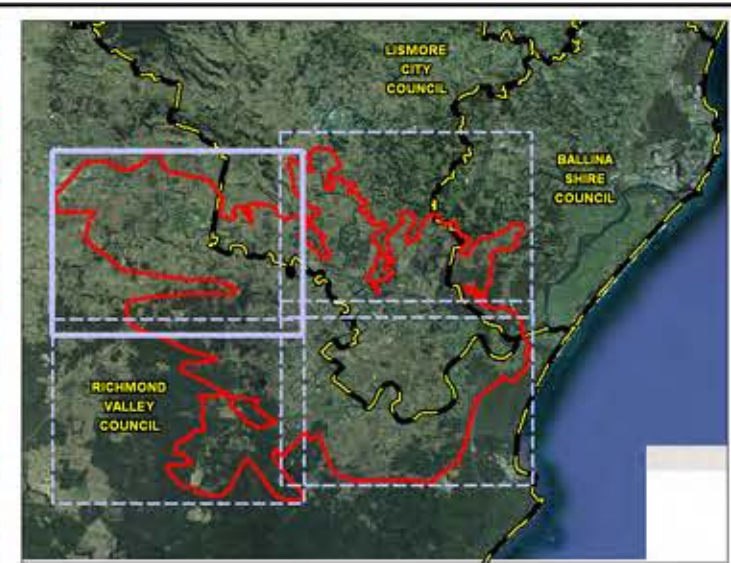 LISMORE
CITY
COUNCIL
BALLINA
SHIRE
COUNCIL
RICHMOND
VALLEY
COUNCIL